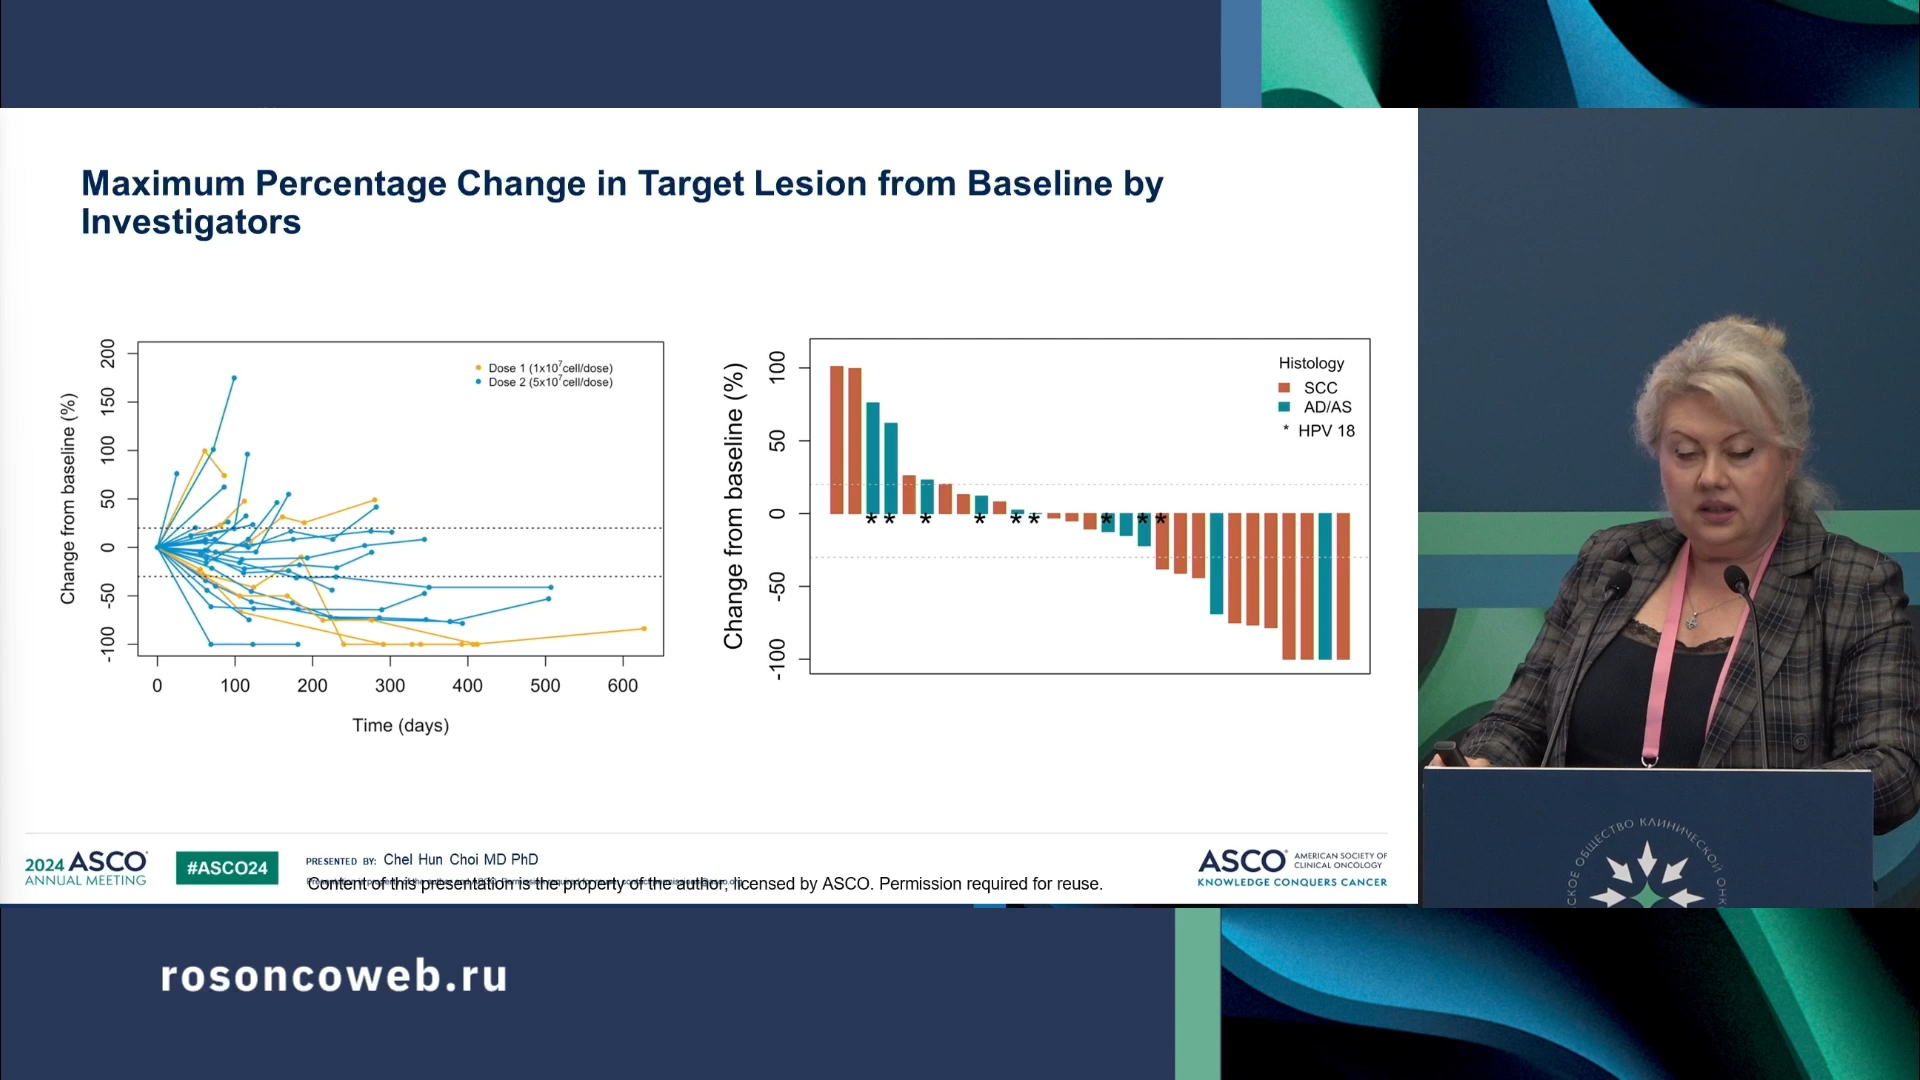 Maximum Percentage Change in Target Lesion from Baseline by
Investigators
Change from baseline (%)
200
150
100
50
0
-50
-100
Dose 1 (1x10⁷cell/dose)
Dose 2 (5x10⁷cell/dose)
0 100 200 300 400 500 600
Time (days)
Change from baseline (%)
100
50
0
-50
-100
Histology
SCC
AD/AS
* HPV 18
* * * * * * * * *
2024 ASCO
ANNUAL MEETING
#ASCO24
PRESENTED BY: Chel Hun Choi MD PhD
Content of this presentation is the property of the author, licensed by ASCO. Permission required for reuse.
ASCO AMERICAN SOCIETY OF
CLINICAL ONCOLOGY
KNOWLEDGE CONQUERS CANCER
ОБЩЕСТВО КЛИНИЧЕСКОЙ
rosoncoweb.ru